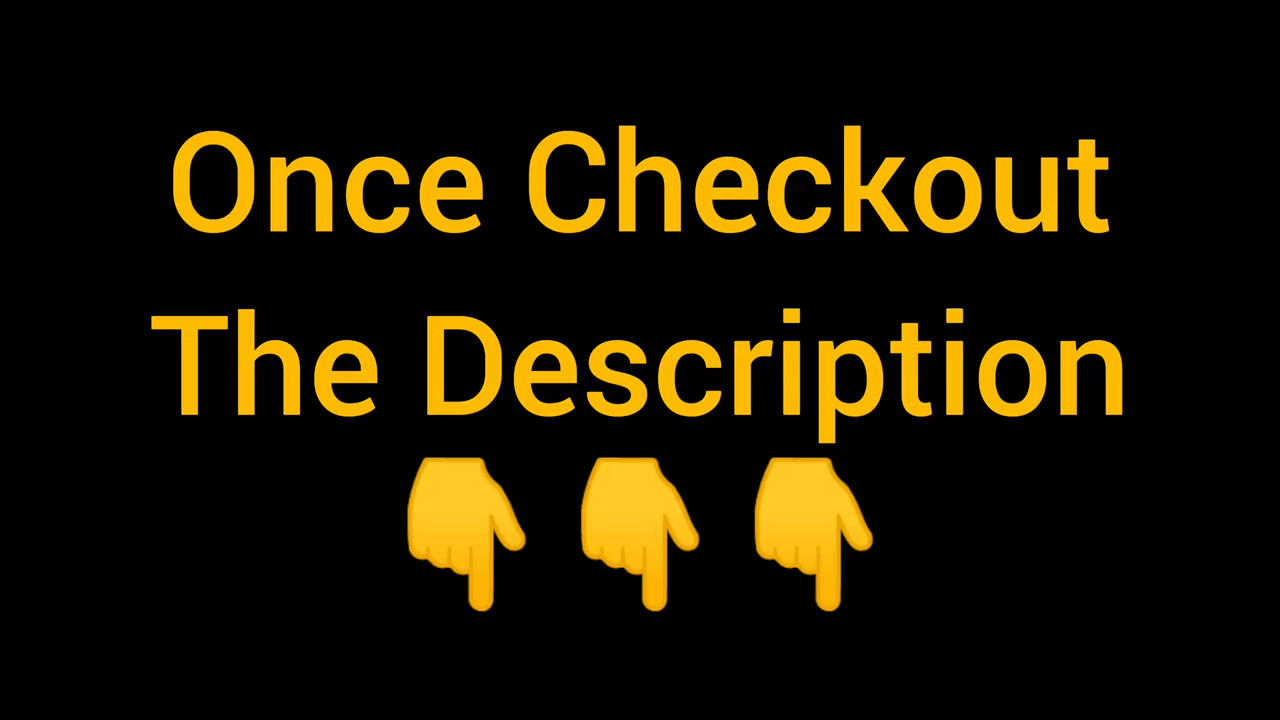 Once Checkout
The Description
👇 👇 👇